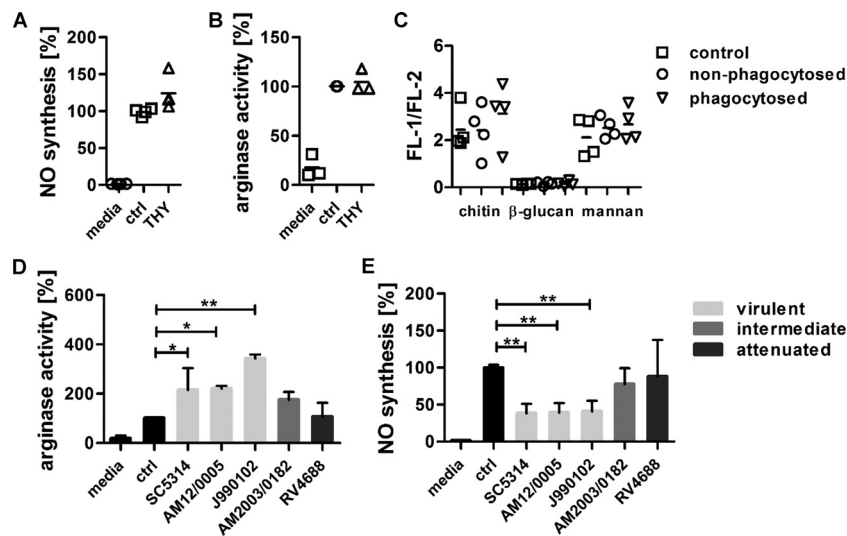 A
NO synthesis [%]
200
150
100
50
0
media
ctrl
THY
B
arginase activity [%]
150
100
50
0
media
ctrl
THY
C
FL-1/FL-2
6
4
2
0
chitin
β-glucan
mannan
control
non-phagocytosed
phagocytosed
D
arginase activity [%]
600
400
200
0
**
*
*
media
ctrl
SC5314
AM12/0005
J990102
AM2003/0182
RV4688
E
NO synthesis [%]
200
150
100
50
0
**
**
**
media
ctrl
SC5314
AM12/0005
J990102
AM2003/0182
RV4688
virulent
intermediate
attenuated